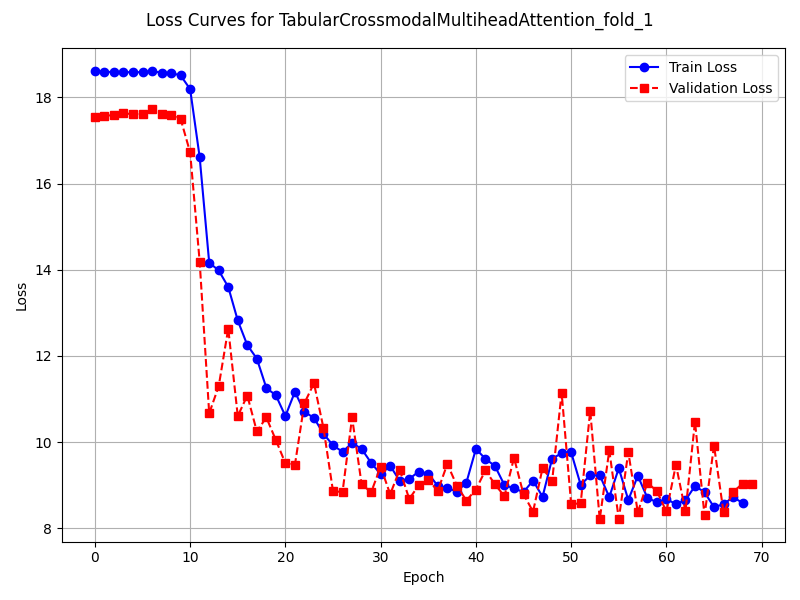 Loss Curves for TabularCrossmodalMultiheadAttention_fold_1
Train Loss
Validation Loss
18
16
14
12
10
8
Loss
0 10 20 30 40 50 60 70
Epoch